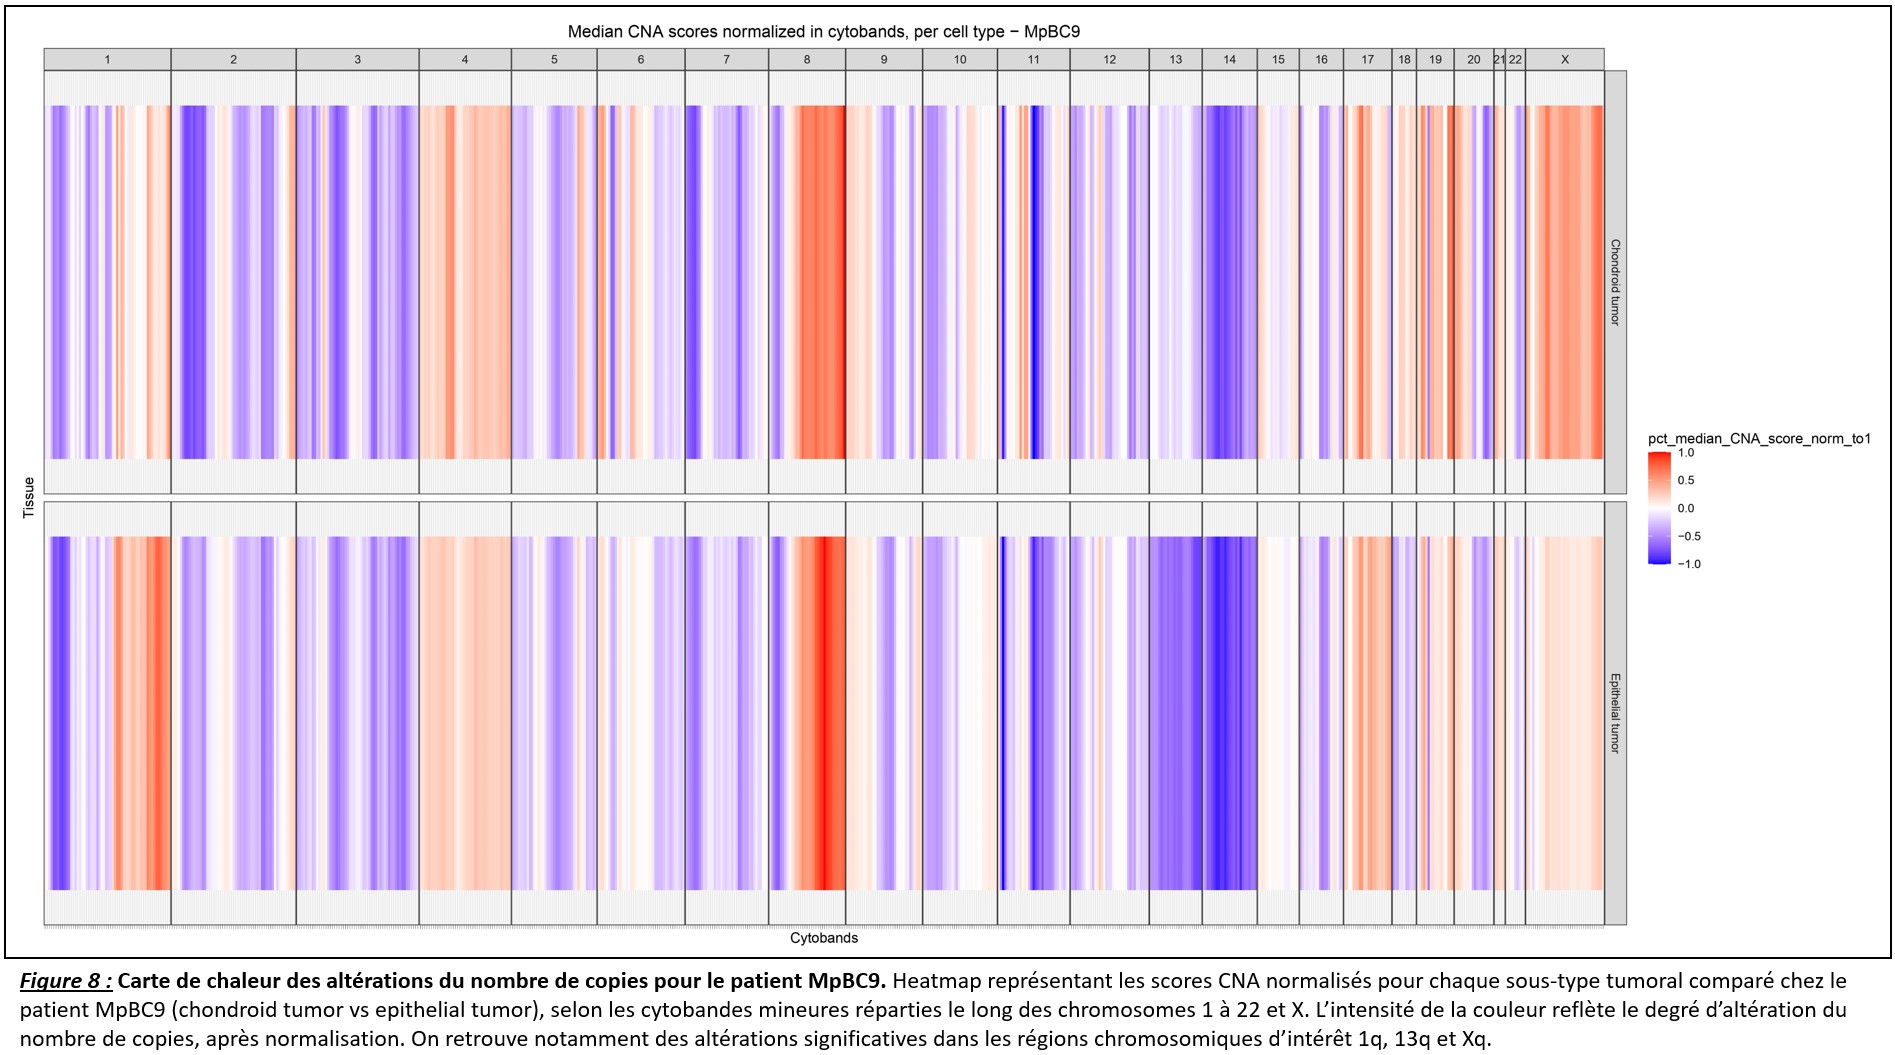 Median CNA scores normalized in cytobands, per cell type − MpBC9
1 2 3 4 5 6 7 8 9 10 11 12 13 14 15 16 17 18 19 20 21 22 X
Chondroid tumor
Tissue
Epithelial tumor
Cytobands
pct_median_CNA_score_norm_to1
1.0
0.5
0.0
−0.5
−1.0
Figure 8 : Carte de chaleur des altérations du nombre de copies pour le patient MpBC9. Heatmap représentant les scores CNA normalisés pour chaque sous-type tumoral comparé chez le
patient MpBC9 (chondroid tumor vs epithelial tumor), selon les cytobandes mineures réparties le long des chromosomes 1 à 22 et X. L’intensité de la couleur reflète le degré d’altération du
nombre de copies, après normalisation. On retrouve notamment des altérations significatives dans les régions chromosomiques d’intérêt 1q, 13q et Xq.